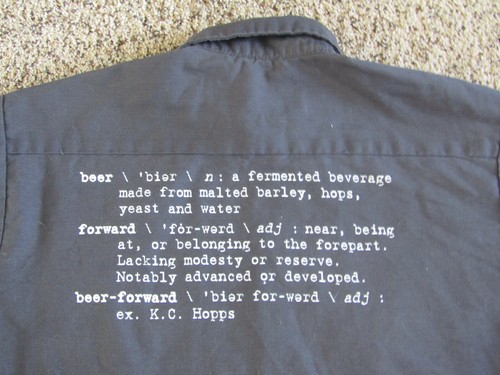 beer \ 'biər \ n: a fermented beverage
made from malted barley, hops,
yeast and water
forward \ 'fȯr-wərd \ adj : near, being
at, or belonging to the forepart.
Lacking modesty or reserve.
Notably advanced or developed.
beer-forward \ 'biər for-wərd \ adj :
ex. K.C. Hopps